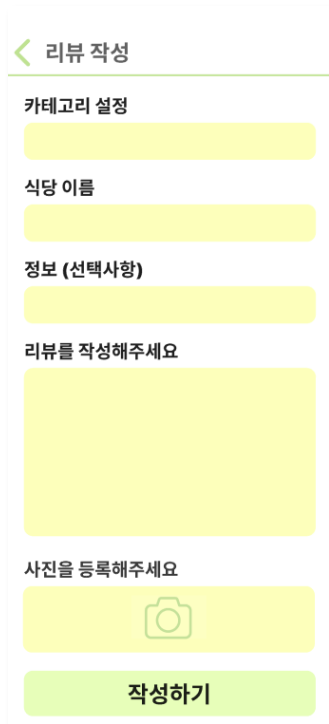 리뷰 작성
카테고리 설정
식당 이름
정보 (선택사항)
리뷰를 작성해주세요
사진을 등록해주세요
작성하기